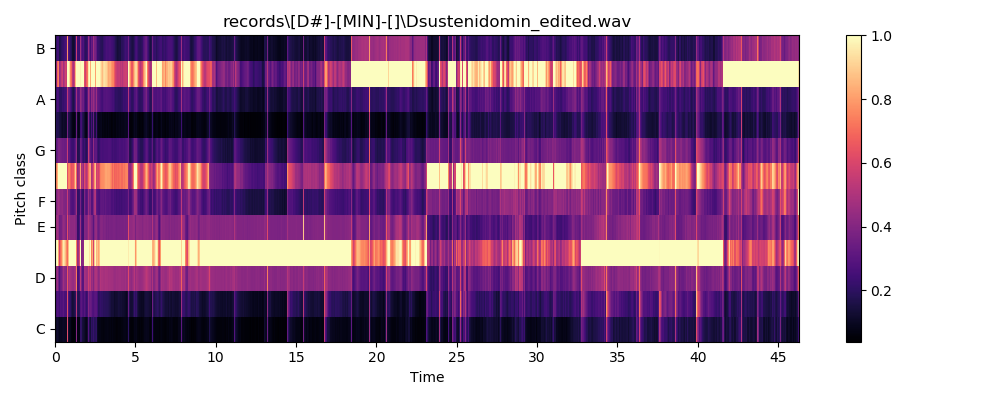 records\[D#]-[MIN]-[]\Dsustenidomin_edited.wav
Pitch class
B
A
G
F
E
D
C
0 5 10 15 20 25 30 35 40 45
Time
1.0
0.8
0.6
0.4
0.2